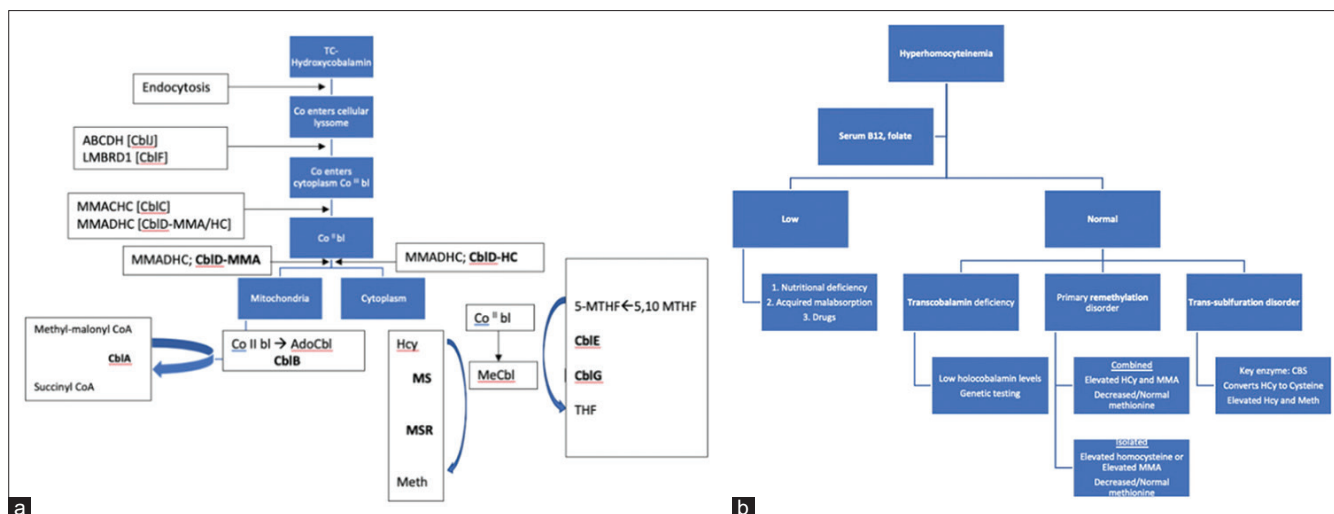 TC-
Hydroxycobalamin
Endocytosis
Co enters cellular
lyssome
ABCDH [CblJ]
LMBRD1 [CblF]
Co enters
cytoplasm Co III bl
MMACHC [CblC]
MMADHC [CblD-MMA/HC]
Co II bl
MMADHC; CblD-MMA
MMADHC; CblD-HC
Mitochondria
Cytoplasm
Methyl-malonyl CoA
CblA
Succinyl CoA
Co II bl → AdoCbl
CblB
Hcy
MS
MSR
Meth
Co II bl
MeCbl
5-MTHF←5,10 MTHF
CblE
CblG
THF
a
Hyperhomocyteinemia
Serum B12, folate
Low
Normal
1. Nutritional deficiency
2. Acquired malabsorption
3. Drugs
Transcobalamin deficiency
Primary remethylation
disorder
Trans-sublfuration disorder
Low holocobalamin levels
Genetic testing
Combined
Elevated HCy and MMA
Decreased/Normal
methionine
Key enzyme: CBS
Converts HCy to Cysteine
Elevated Hcy and Meth
Isolated
Elevated homocysteine or
Elevated MMA
Decreased/Normal
methionine
b